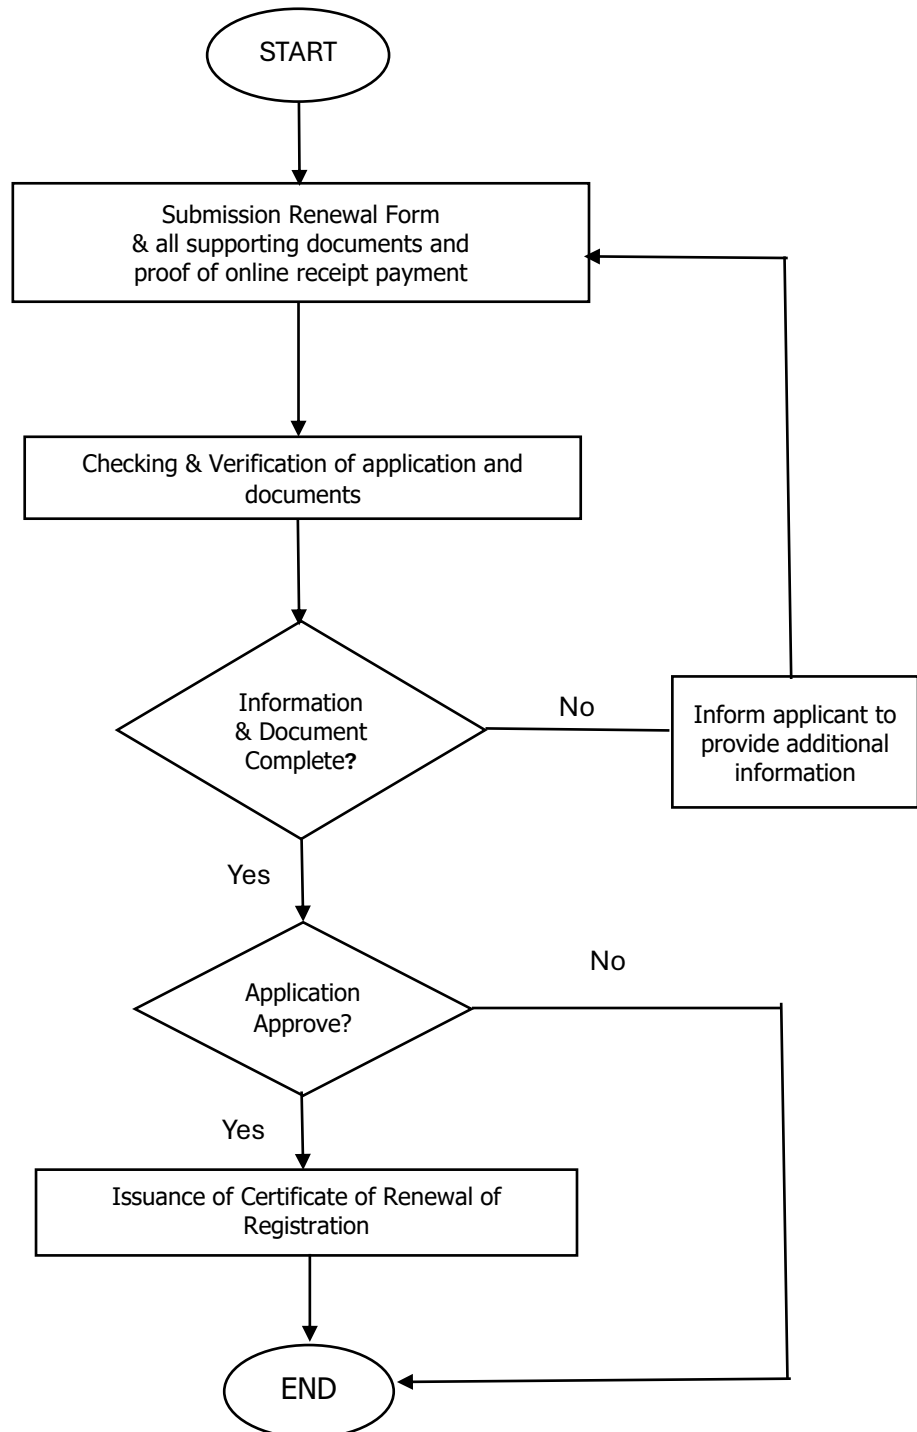 START
Submission Renewal Form
& all supporting documents and
proof of online receipt payment
Checking & Verification of application and
documents
Information
& Document
Complete?
No
Inform applicant to
provide additional
information
Yes
Application
Approve?
No
Yes
Issuance of Certificate of Renewal of
Registration
END